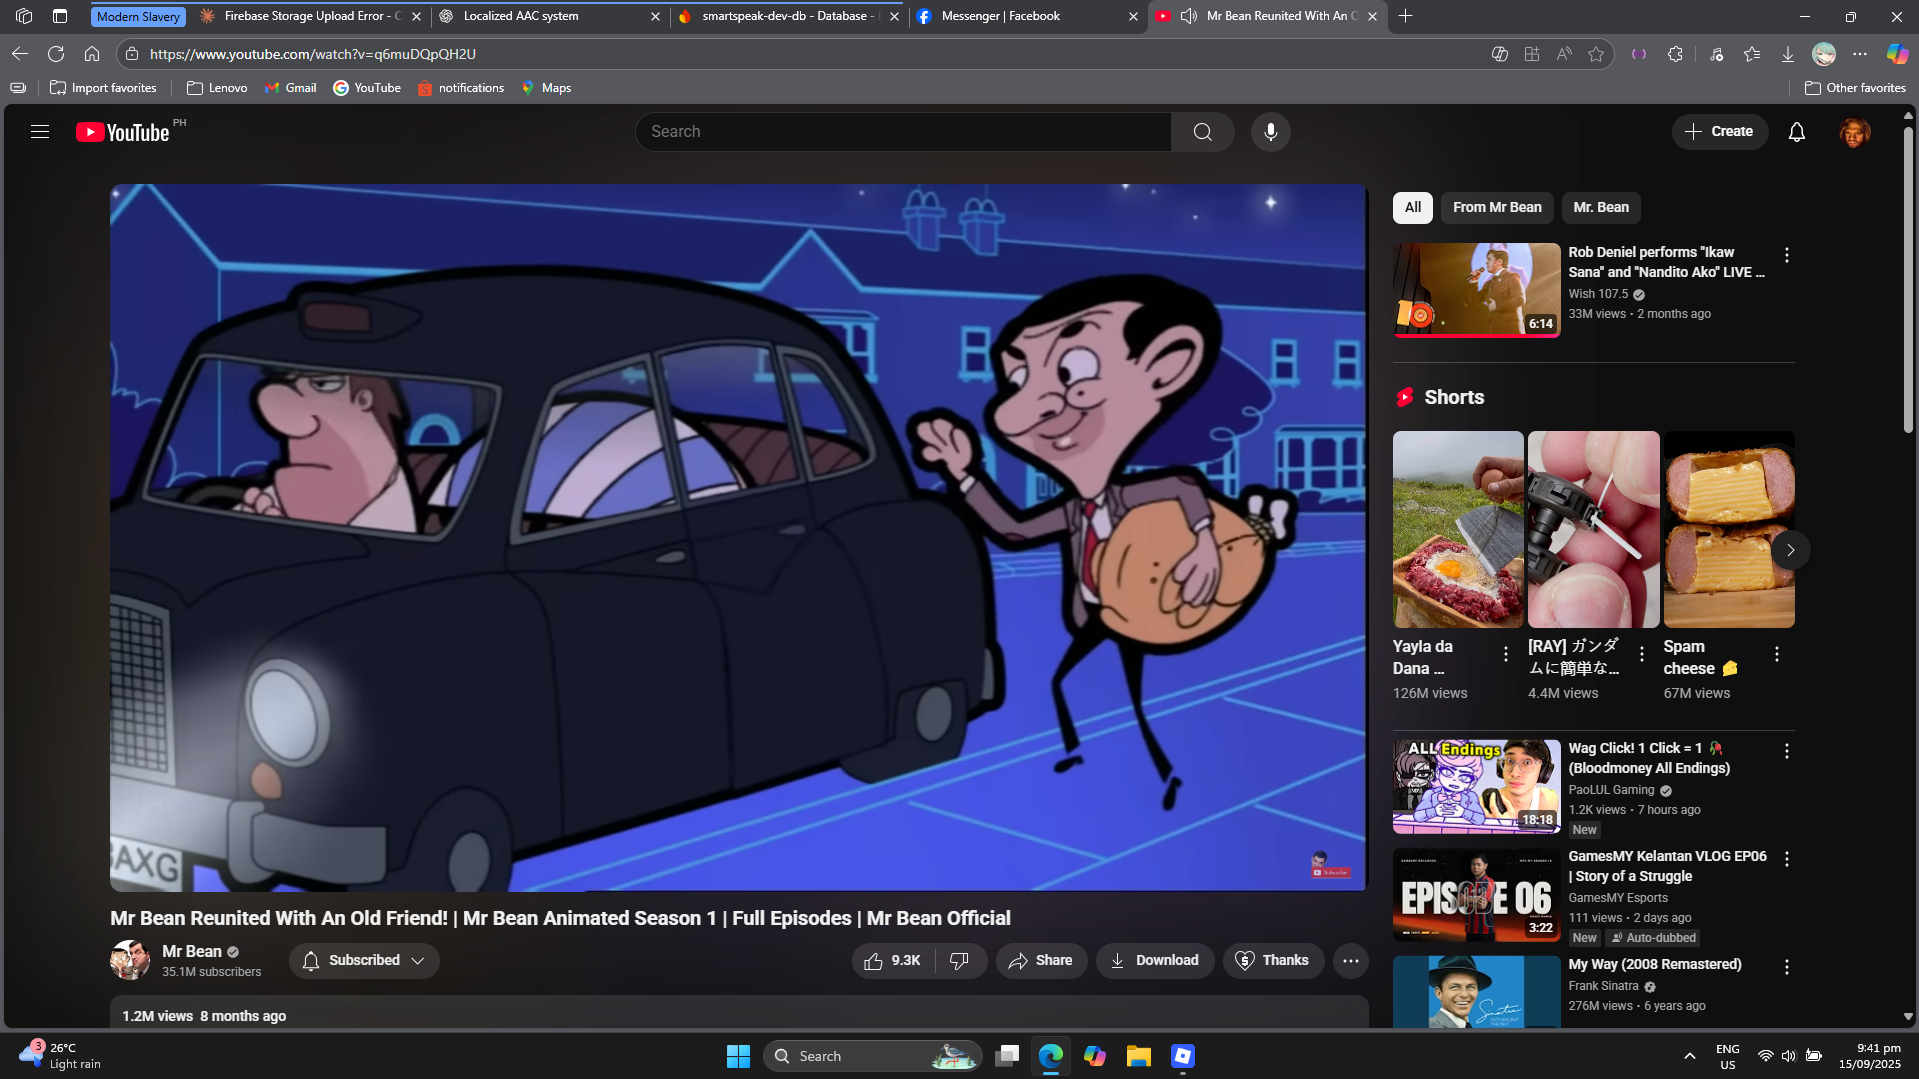 Modern Slavery
Firebase Storage Upload Error - C
Localized AAC system
smartspeak-dev-db - Database -
Messenger | Facebook
Mr Bean Reunited With An O
https://www.youtube.com/watch?v=q6muDQpQH2U
Import favorites
Lenovo
Gmail
YouTube
notifications
Maps
Other favorites
YouTube PH
Search
Create
All
From Mr Bean
Mr. Bean
Rob Deniel performs "Ikaw
Sana" and "Nandito Ako" LIVE ...
Wish 107.5
33M views • 2 months ago
6:14
Shorts
Yayla da
Dana ...
126M views
[RAY] ガンダ
ムに簡単な...
4.4M views
Spam
cheese 🧀
67M views
ALL Endings
18:18
Wag Click! 1 Click = 1 🥀
(Bloodmoney All Endings)
PaoLUL Gaming
1.2K views • 7 hours ago
New
EPISODE 06
3:22
GamesMY Kelantan VLOG EP06
| Story of a Struggle
GamesMY Esports
111 views • 2 days ago
New
Auto-dubbed
Sinatra
My Way (2008 Remastered)
Frank Sinatra
276M views • 6 years ago
AXG
Subscribe
Mr Bean Reunited With An Old Friend! | Mr Bean Animated Season 1 | Full Episodes | Mr Bean Official
Mr Bean
35.1M subscribers
Subscribed
9.3K
Share
Download
Thanks
1.2M views 8 months ago
3
26°C
Light rain
Search
ENG
US
9:41 pm
15/09/2025